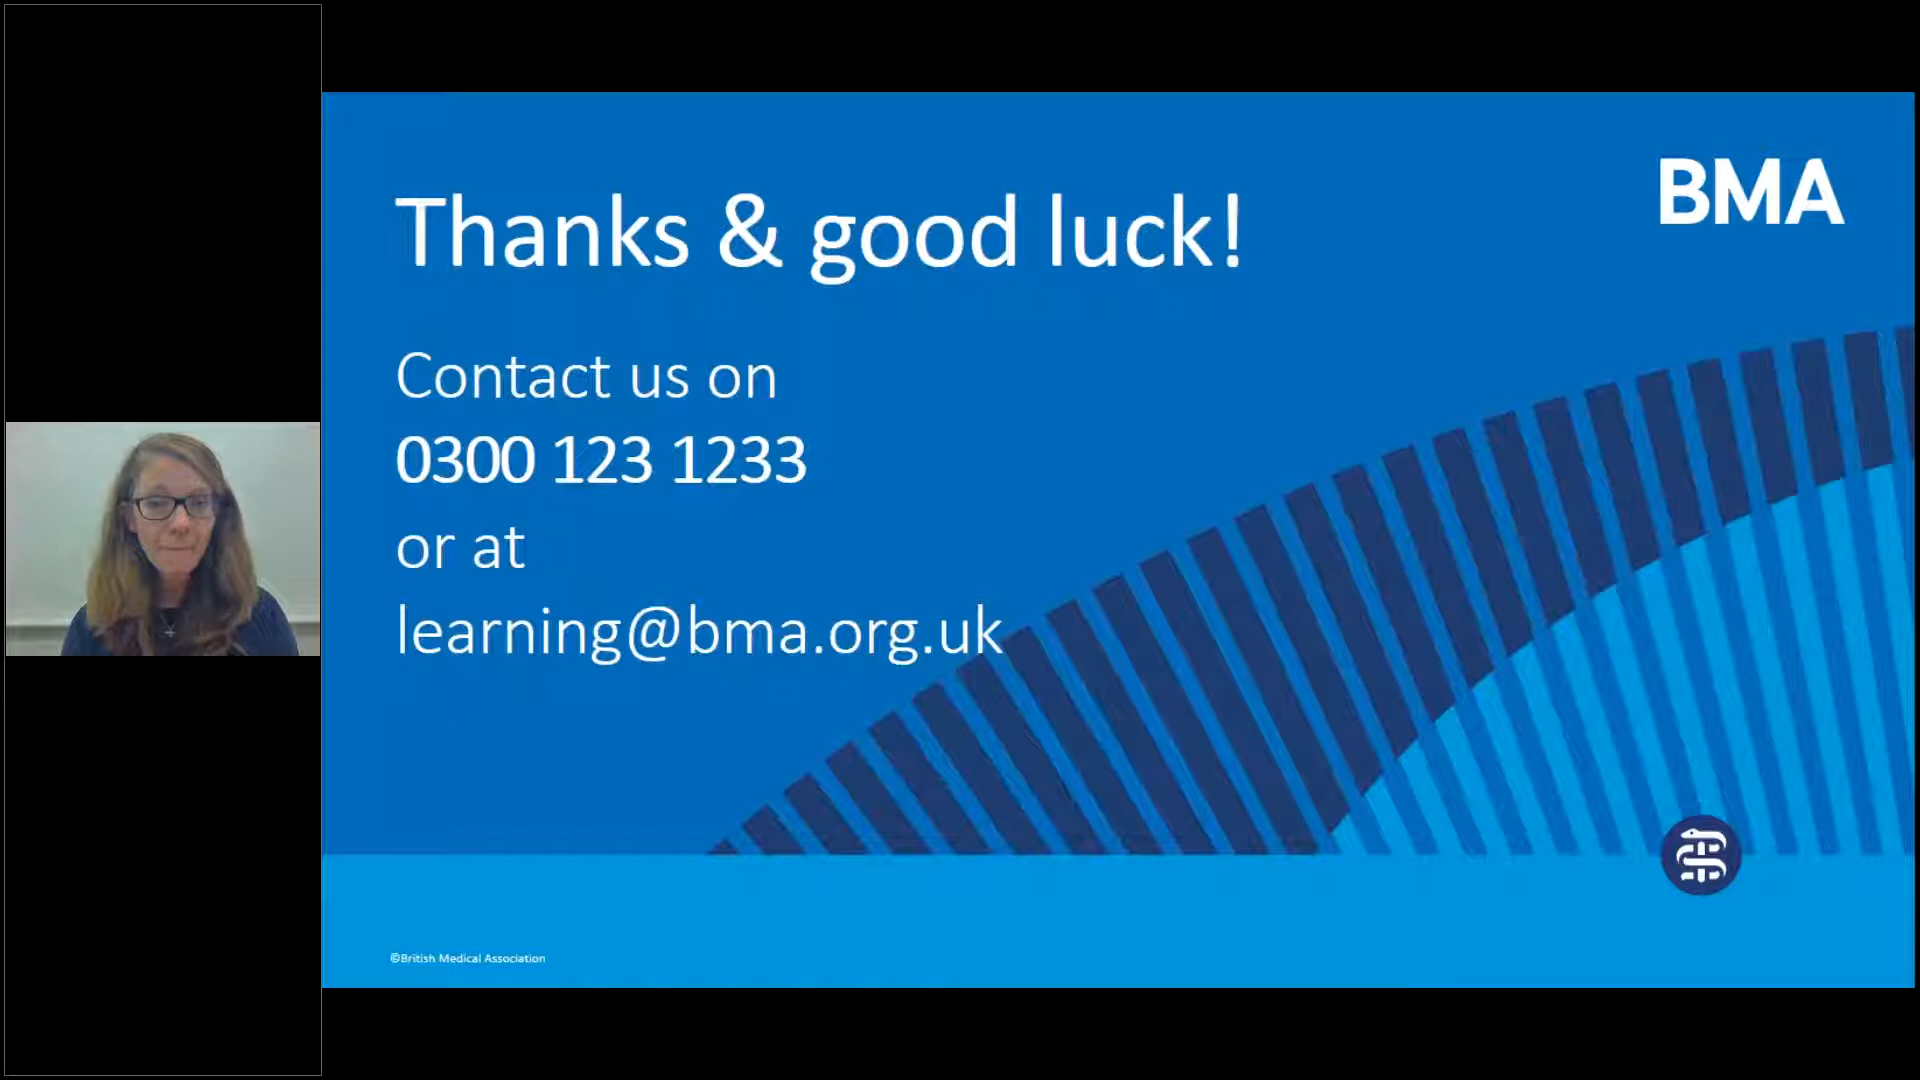 BMA
Thanks & good luck!
Contact us on
0300 123 1233
or at
learning@bma.org.uk
©British Medical Association